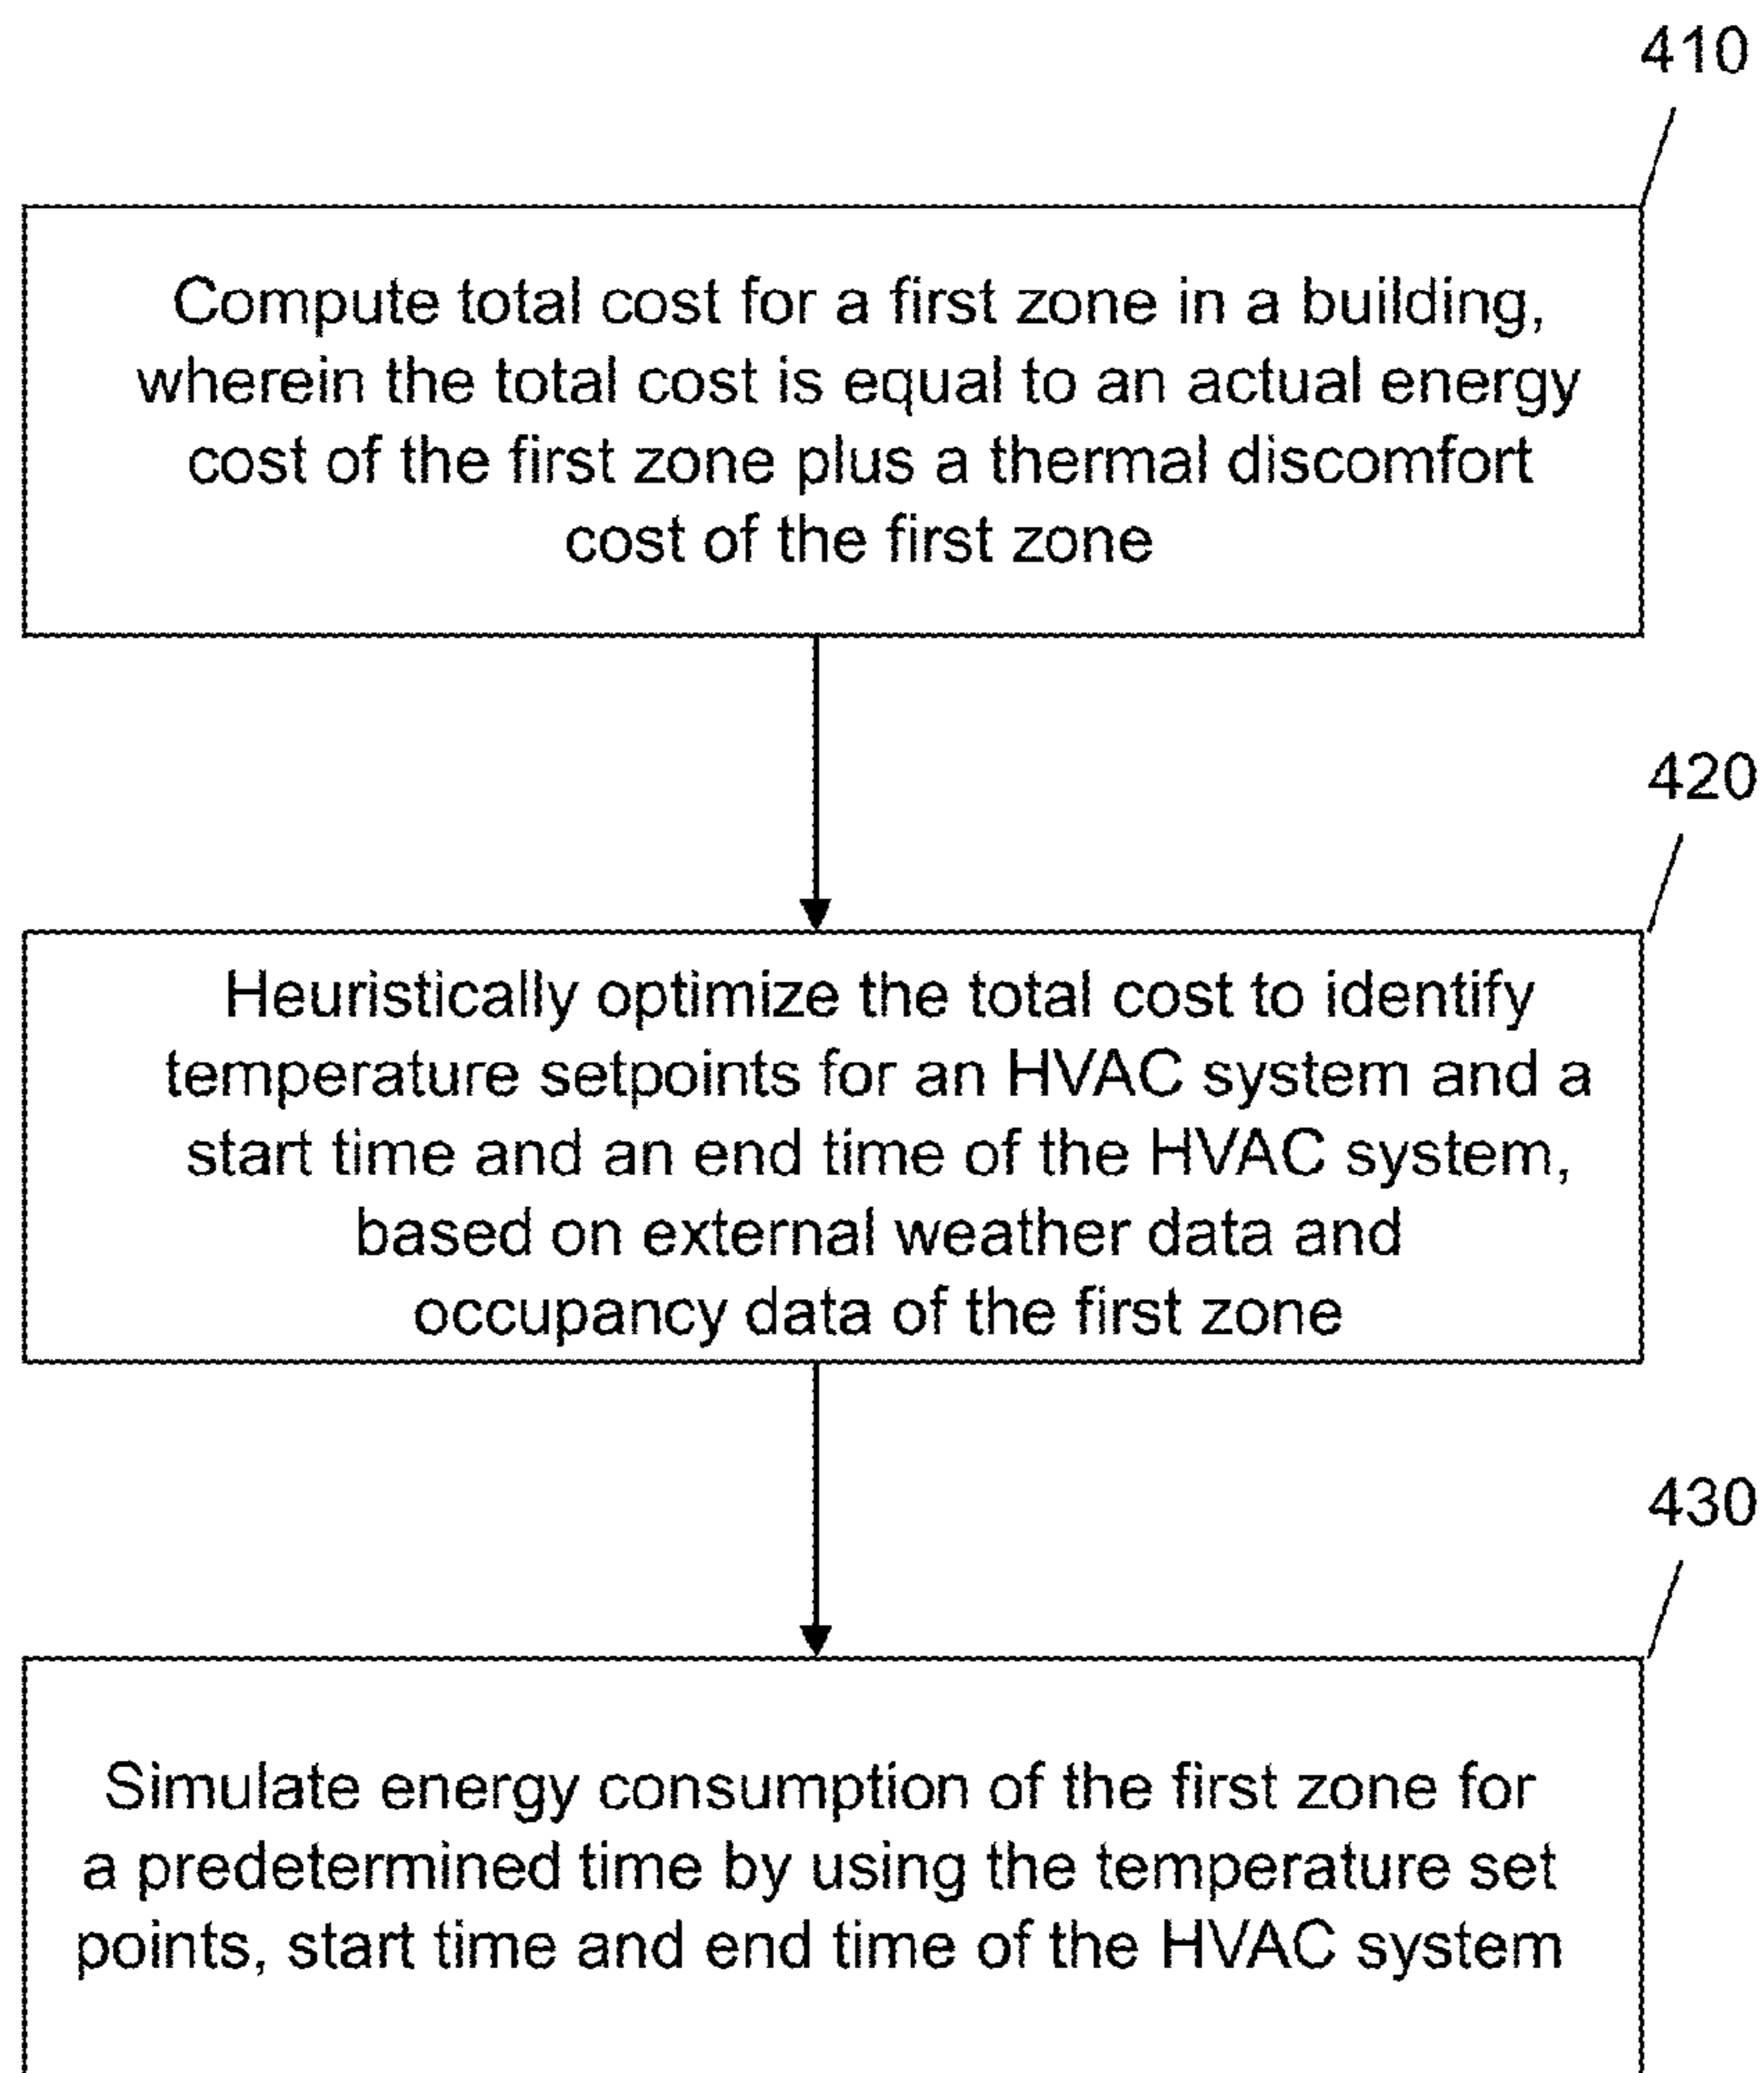 410
Compute total cost for a first zone in a building,
wherein the total cost is equal to an actual energy
cost of the first zone plus a thermal discomfort
cost of the first zone
420
Heuristically optimize the total cost to identify
temperature setpoints for an HVAC system and a
start time and an end time of the HVAC system,
based on external weather data and
occupancy data of the first zone
430
Simulate energy consumption of the first zone for
a predetermined time by using the temperature set
points, start time and end time of the HVAC system